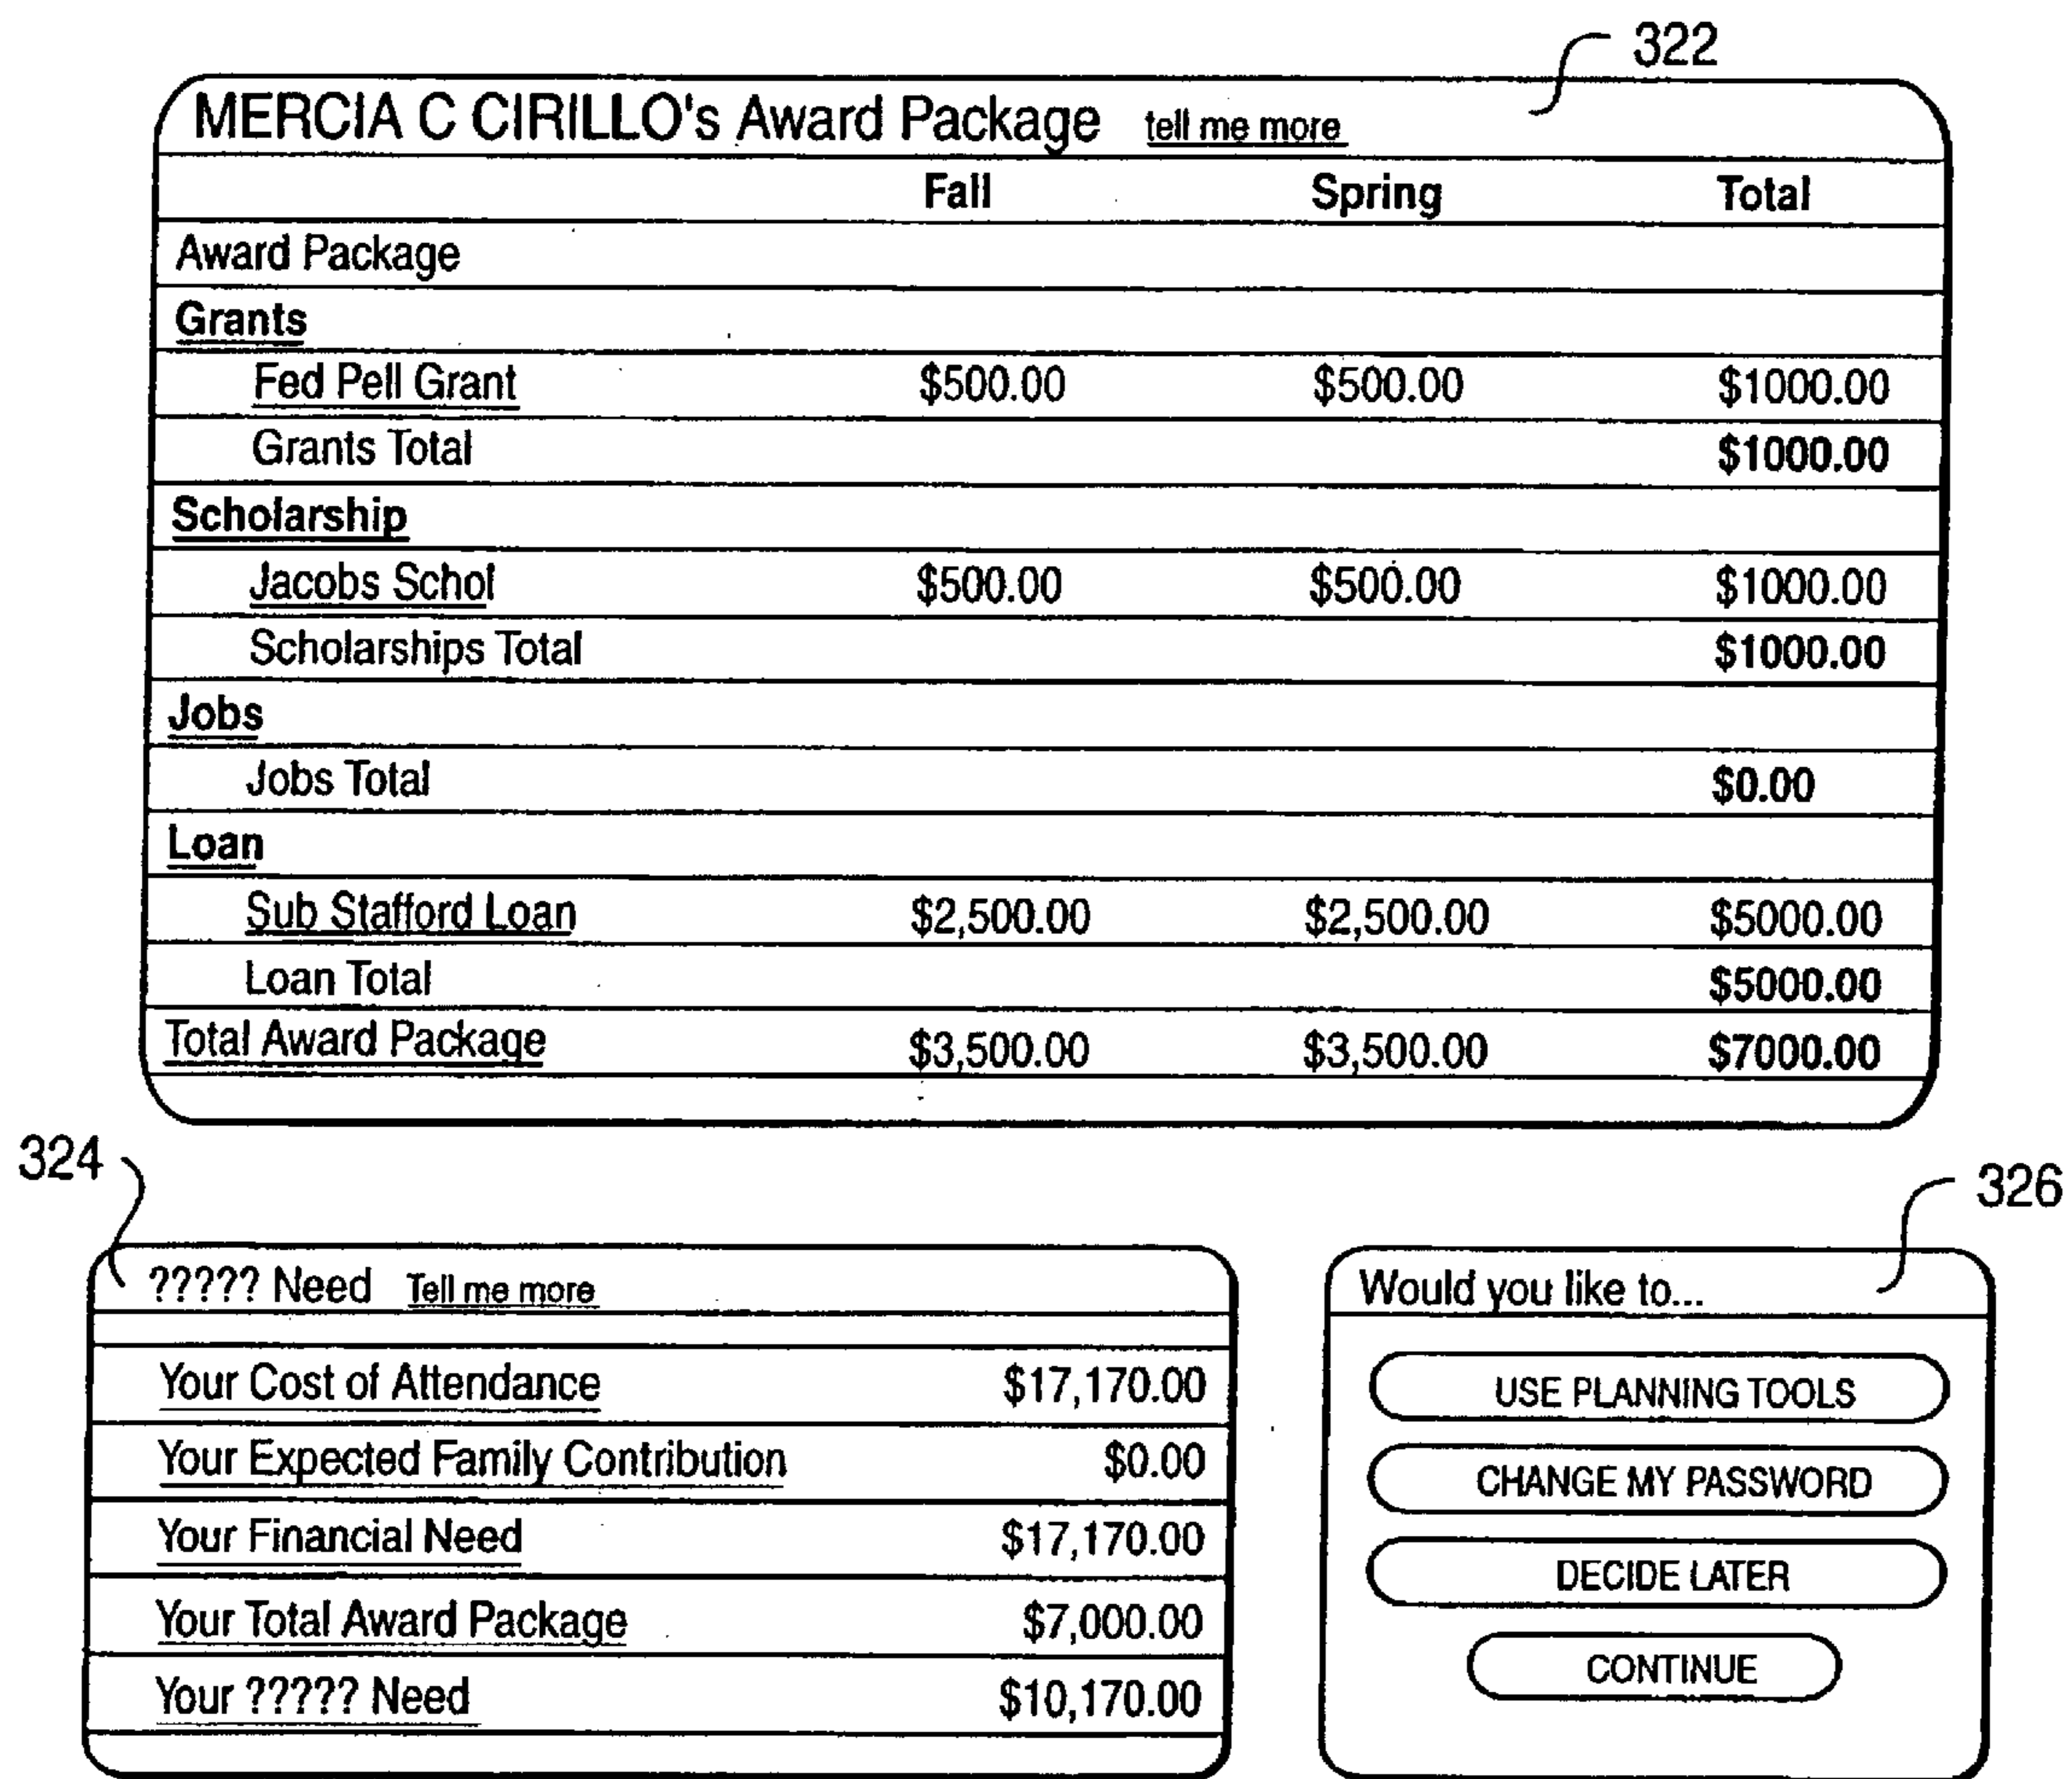 322
MERCIA C CIRILLO's Award Package tell me more
Fall Spring Total
Award Package
Grants
Fed Pell Grant $500.00 $500.00 $1000.00
Grants Total $1000.00
Scholarship
Jacobs Schol $500.00 $500.00 $1000.00
Scholarships Total $1000.00
Jobs
Jobs Total $0.00
Loan
Sub Stafford Loan $2,500.00 $2,500.00 $5000.00
Loan Total $5000.00
Total Award Package $3,500.00 $3,500.00 $7000.00
324
????? Need Tell me more
Your Cost of Attendance $17,170.00
Your Expected Family Contribution $0.00
Your Financial Need $17,170.00
Your Total Award Package $7,000.00
Your ????? Need $10,170.00
326
Would you like to...
USE PLANNING TOOLS
CHANGE MY PASSWORD
DECIDE LATER
CONTINUE